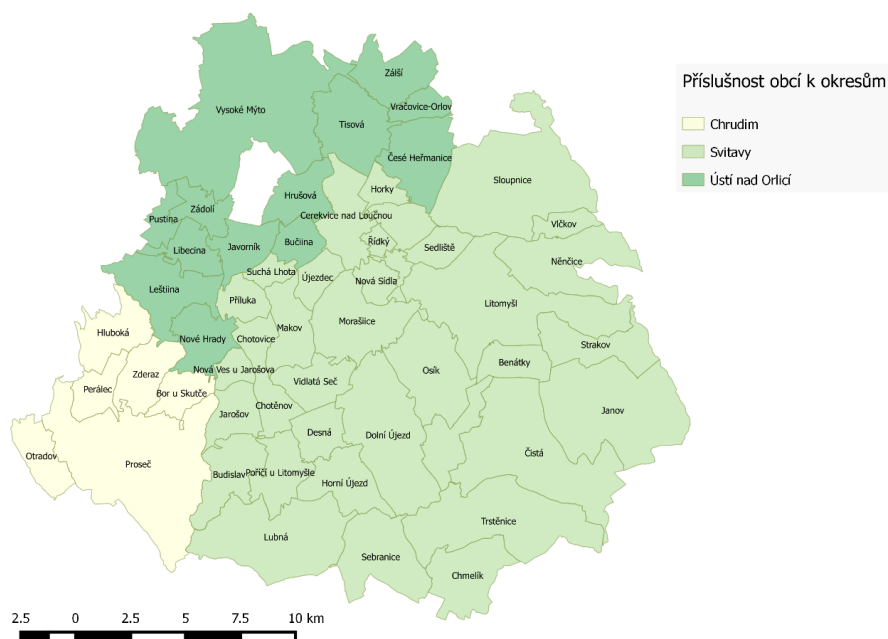 Příslušnost obcí k okresům
Chrudim
Svitavy
Ústí nad Orlicí
Zálší
Vysoké Mýto
Vračovice-Orlov
Tisová
Česé Heřmanice
Sloupnice
Horky
Hrušová
Zádolí
Cerekvice nad Loučnou
Pustina
Vlčkov
Bučiina
Řídký
Javorník
Sedliště
Libecina
Němčice
Suchá Lhota
Újezdec
Nová Sídla
Leštiina
Příluka
Litomyšl
Morašiice
Makov
Hluboká
Nové Hrady
Chotovice
Strakov
Benátky
Nová Ves u Jarošova
Osík
Zderaz
Vidlatá Seč
Perálec
Bor u Skutče
Chotěnov
Janov
Jarošov
Desná
Dolní Újezd
Čistá
Otradov
Proseč
Budislav
Poříčí u Litomyšle
Horní Újezd
Trstěnice
Lubná
Sebranice
Chmelík
2.5 0 2.5 5 7.5 10 km